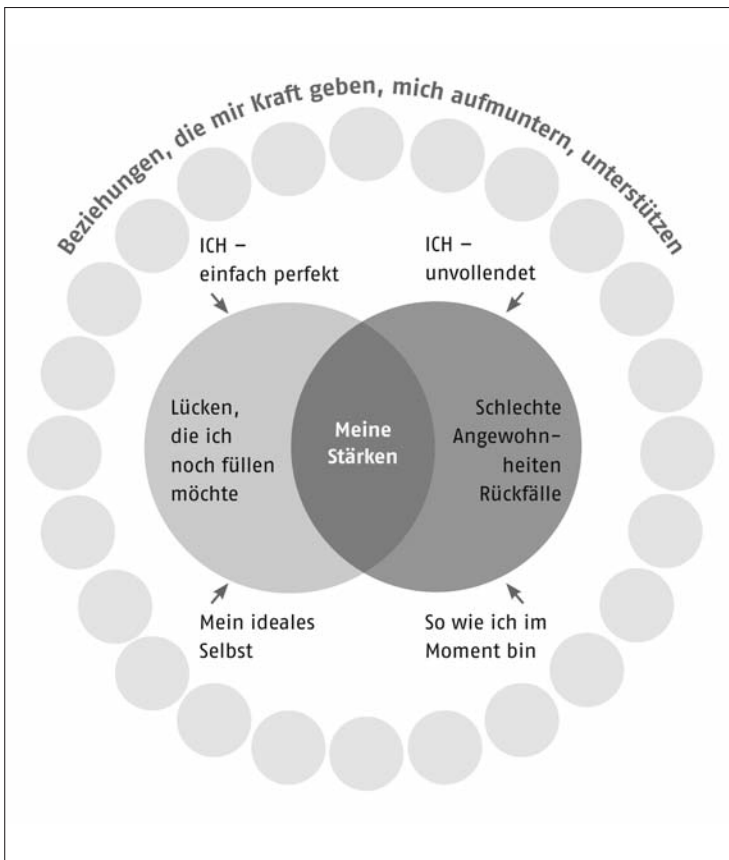 Beziehungen, die mir Kraft geben, mich aufmuntern, unterstützen
ICH –
einfach perfekt
ICH –
unvollendet
Lücken,
die ich
noch füllen
möchte
Meine
Stärken
Schlechte
Angewohn-
heiten
Rückfälle
Mein ideales
Selbst
So wie ich im
Moment bin